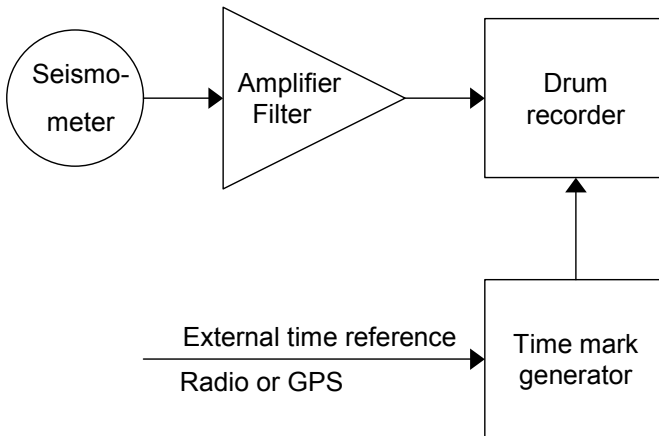 Seismo-
meter
Amplifier
Filter
Drum
recorder
External time reference
Radio or GPS
Time mark
generator